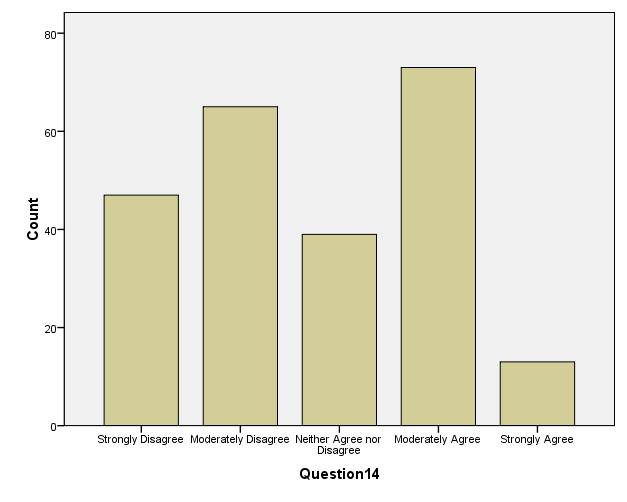 80
60
40
20
0
Count
Strongly Disagree
Moderately Disagree
Neither Agree nor
Disagree
Moderately Agree
Strongly Agree
Question14